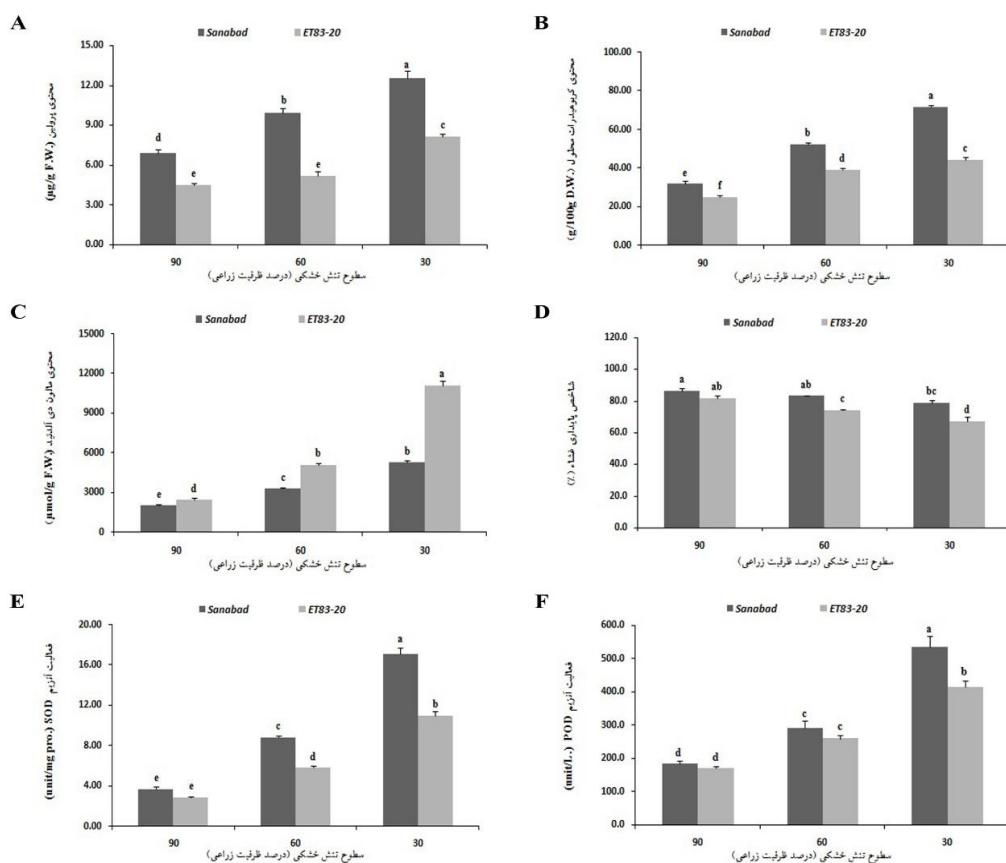 A
Sanabad ET83-20
محتوی پرولین (µg/g F.W.)
15.00
12.00
9.00
6.00
3.00
0.00
d e b e a c
90 60 30
سطوح تنش خشکی (درصد ظرفیت زراعی)
B
Sanabad ET83-20
محتوی کربوهیدرات محلول (g/100g D.W.)
100.00
80.00
60.00
40.00
20.00
0.00
e f b d a c
90 60 30
سطوح تنش خشکی (درصد ظرفیت زراعی)
C
Sanabad ET83-20
محتوی مالون دی آلدئید (µmol/g F.W.)
15000
12000
9000
6000
3000
0
e d c b b a
90 60 30
سطوح تنش خشکی (درصد ظرفیت زراعی)
D
Sanabad ET83-20
شاخص پایداری غشاء (٪)
120.0
100.0
80.0
60.0
40.0
20.0
0.0
a ab ab c bc d
90 60 30
سطوح تنش خشکی (درصد ظرفیت زراعی)
E
Sanabad ET83-20
فعالیت آنزیم SOD (unit/mg pro.)
20.00
16.00
12.00
8.00
4.00
0.00
e e c d a b
90 60 30
سطوح تنش خشکی (درصد ظرفیت زراعی)
F
Sanabad ET83-20
فعالیت آنزیم POD (unit/L.)
600.0
500.0
400.0
300.0
200.0
100.0
0.0
d d c c a b
90 60 30
سطوح تنش خشکی (درصد ظرفیت زراعی)